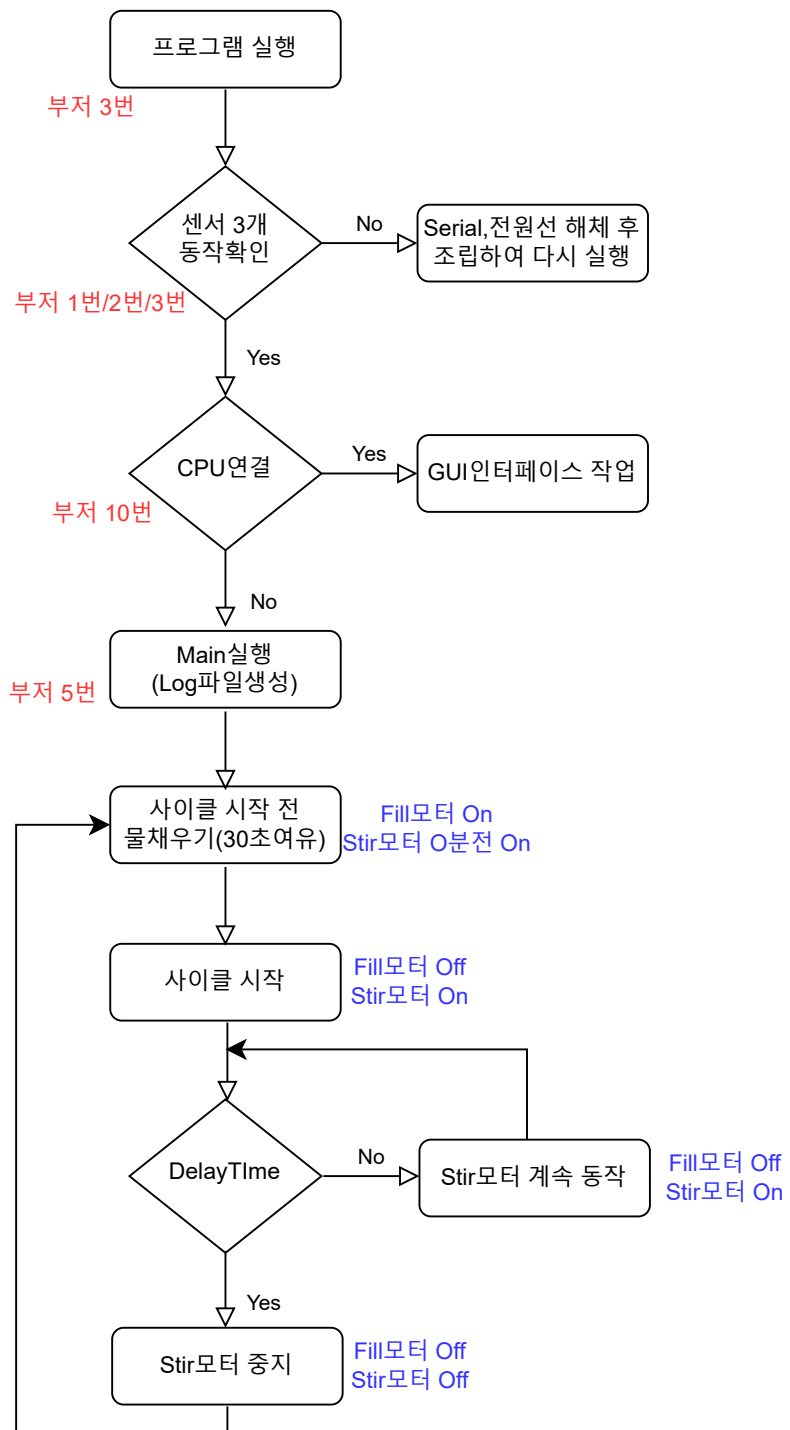 프로그램 실행
부저 3번
센서 3개
동작확인
No
Serial,전원선 해체 후
조립하여 다시 실행
부저 1번/2번/3번
Yes
CPU연결
Yes
GUI인터페이스 작업
부저 10번
No
Main실행
(Log파일생성)
부저 5번
사이클 시작 전
물채우기(30초여유)
Fill모터 On
Stir모터 O분전 On
사이클 시작
Fill모터 Off
Stir모터 On
DelayTIme
No
Stir모터 계속 동작
Fill모터 Off
Stir모터 On
Yes
Stir모터 중지
Fill모터 Off
Stir모터 Off